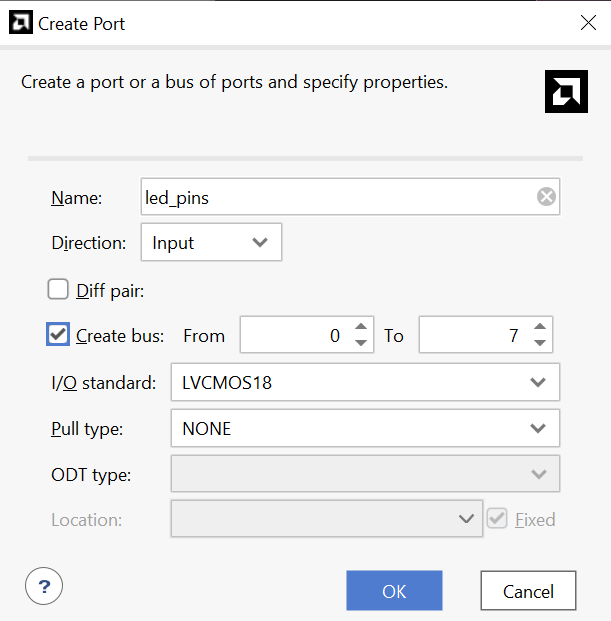 Create Port
Create a port or a bus of ports and specify properties.
Name: led_pins
Direction: Input
Diff pair:
Create bus: From 0 To 7
I/O standard: LVCMOS18
Pull type: NONE
ODT type:
Location: Fixed
? OK Cancel